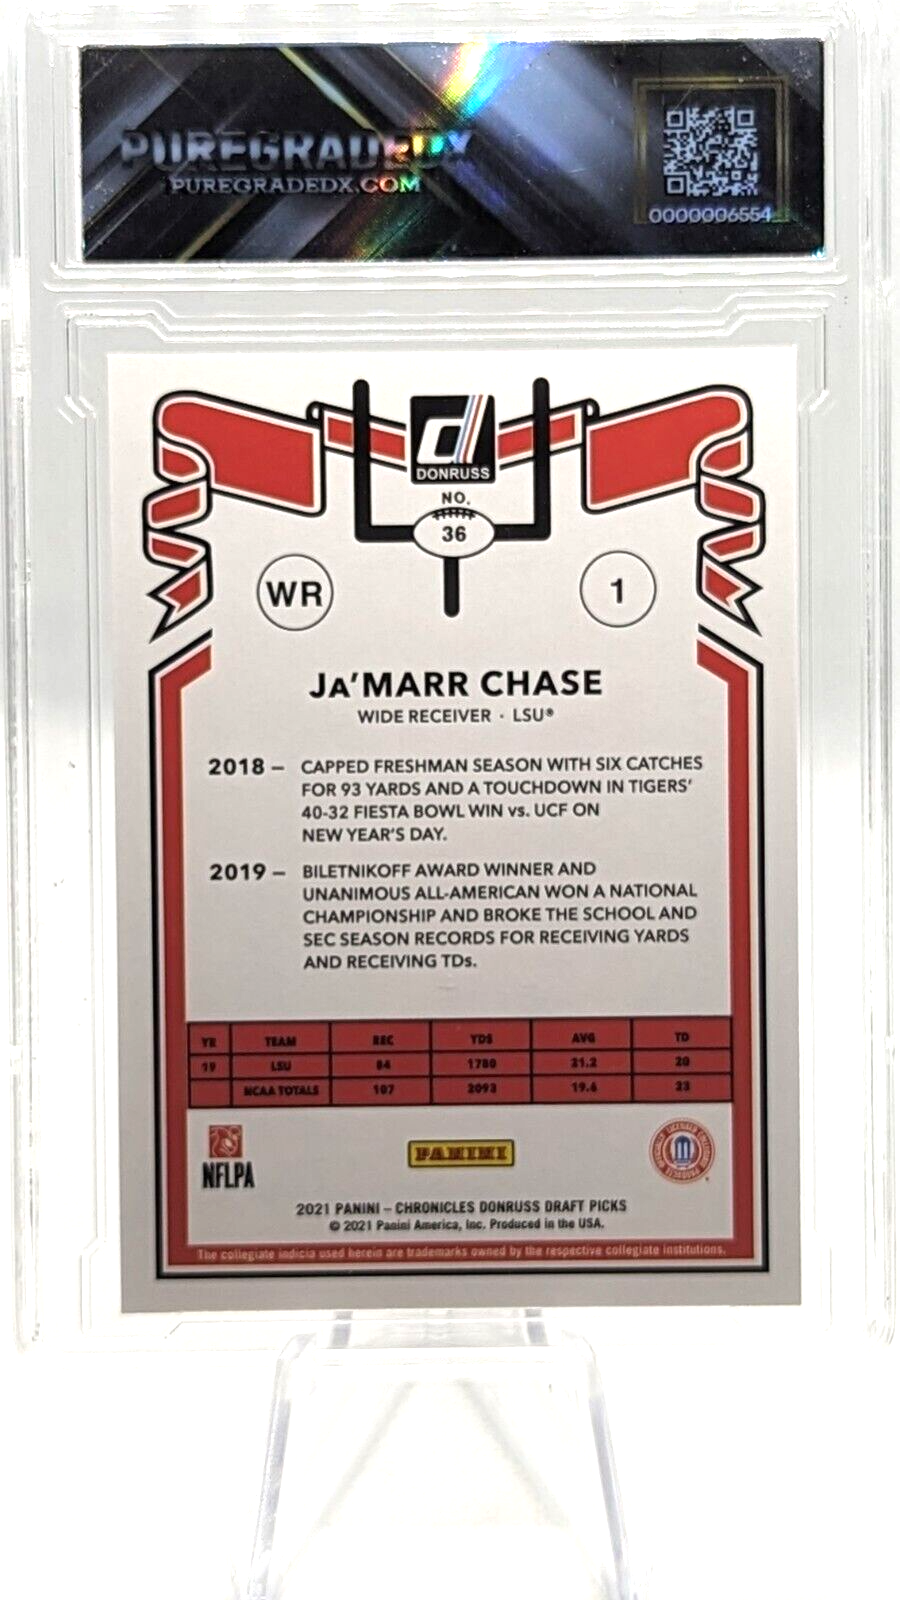 PUREGRADEDX
PUREGRADEDX.COM
0000006554
DONRUSS
NO.
36
WR
1
JA'MARR CHASE
WIDE RECEIVER · LSU®
2018 – CAPPED FRESHMAN SEASON WITH SIX CATCHES
FOR 93 YARDS AND A TOUCHDOWN IN TIGERS'
40-32 FIESTA BOWL WIN vs. UCF ON
NEW YEAR'S DAY.
2019 – BILETNIKOFF AWARD WINNER AND
UNANIMOUS ALL-AMERICAN WON A NATIONAL
CHAMPIONSHIP AND BROKE THE SCHOOL AND
SEC SEASON RECORDS FOR RECEIVING YARDS
AND RECEIVING TDs.
YR TEAM REC YDS AVG TD
19 LSU 84 1780 21.2 20
NCAA TOTALS 107 2093 19.6 23
NFLPA
PANINI
OFFICIALLY LICENSED COLLEGIATE PRODUCTS
2021 PANINI – CHRONICLES DONRUSS DRAFT PICKS
© 2021 Panini America, Inc. Produced in the USA.
The collegiate indicia used herein are trademarks owned by the respective collegiate institutions.